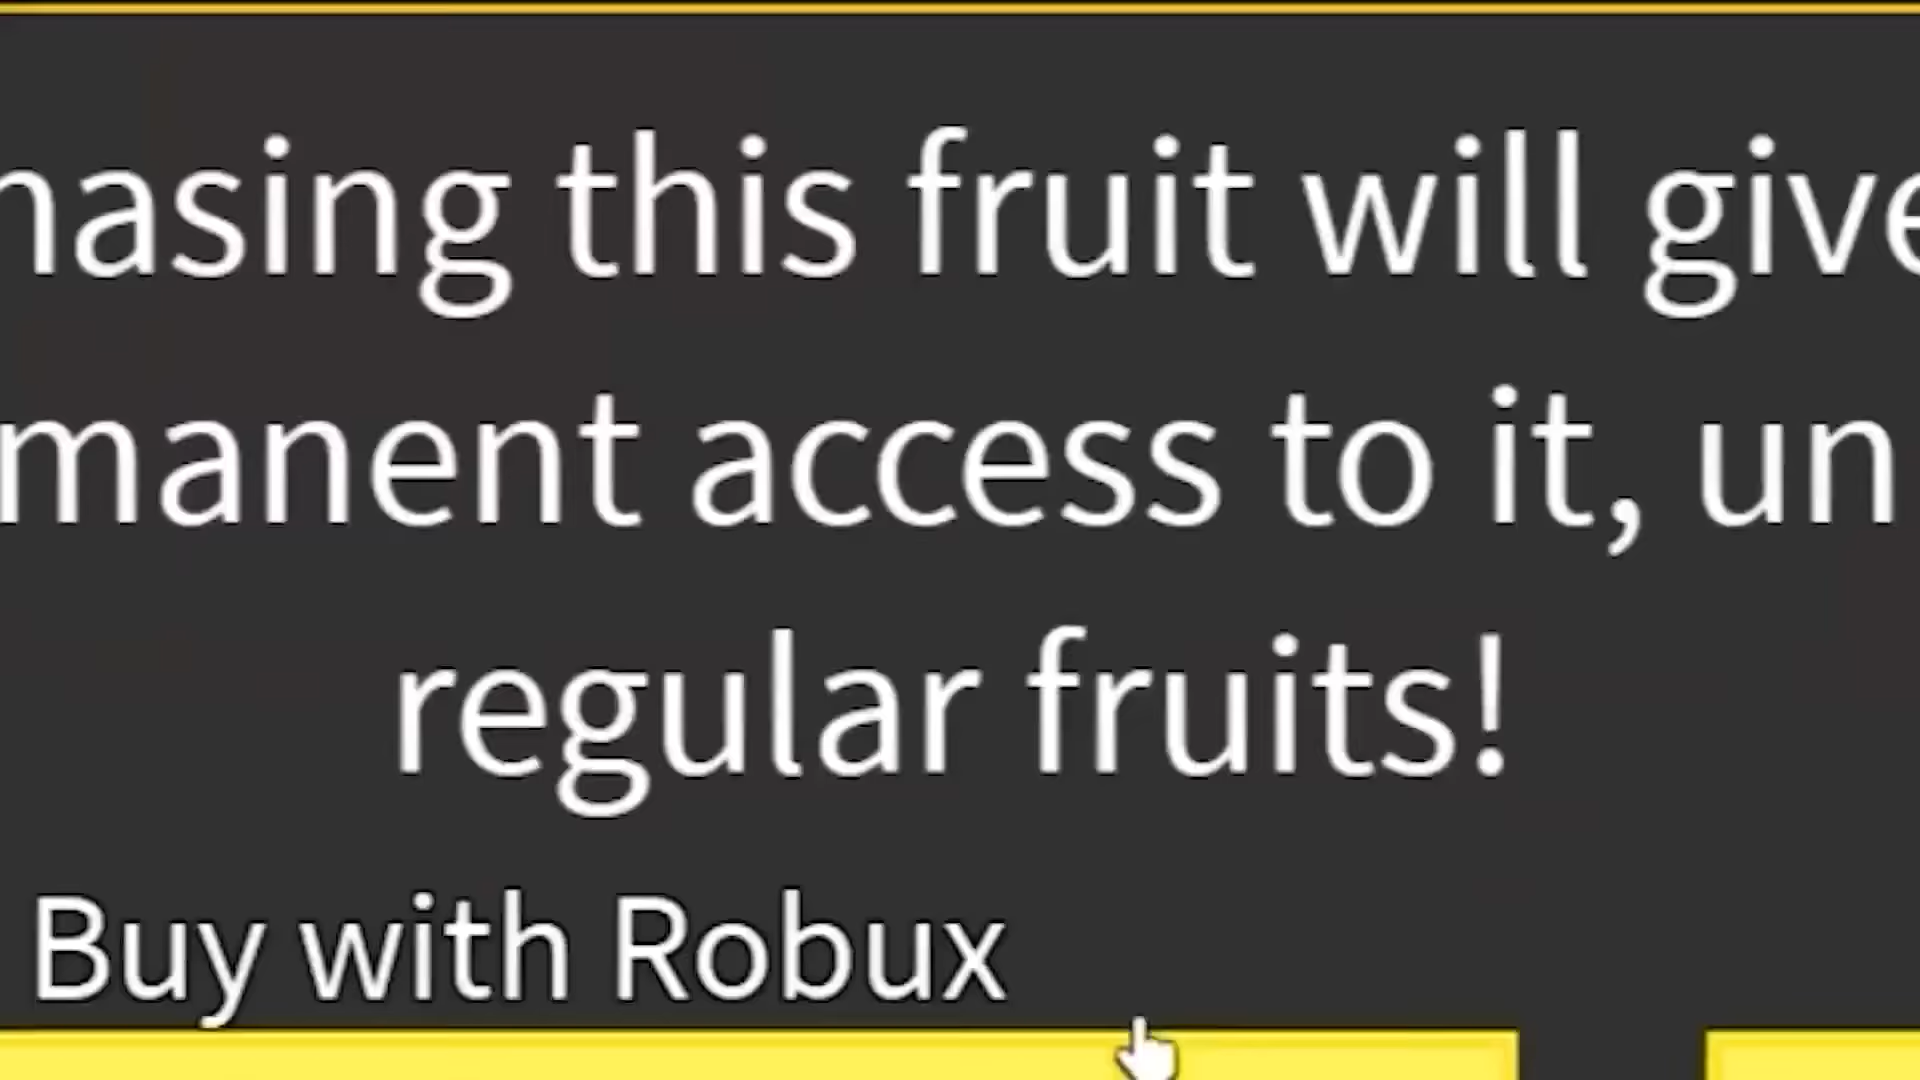 hasing this fruit will give
manent access to it, un
regular fruits!
Buy with Robux